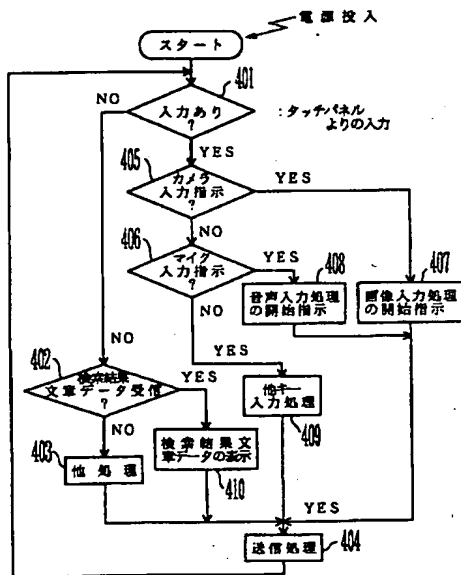 電源投入
スタート
401
NO
入力あり
?
:タッチパネル
よりの入力
YES
405
カメラ
入力指示
?
YES
NO
406
マイク
入力指示
?
YES
408
407
音声入力処理
の開始指示
画像入力処理
の開始指示
NO
NO
YES
402
検索結果
文章データ受信
?
YES
他キー
入力処理
409
NO
403
他処理
検索結果文
章データの表示
410
YES
送信処理
404